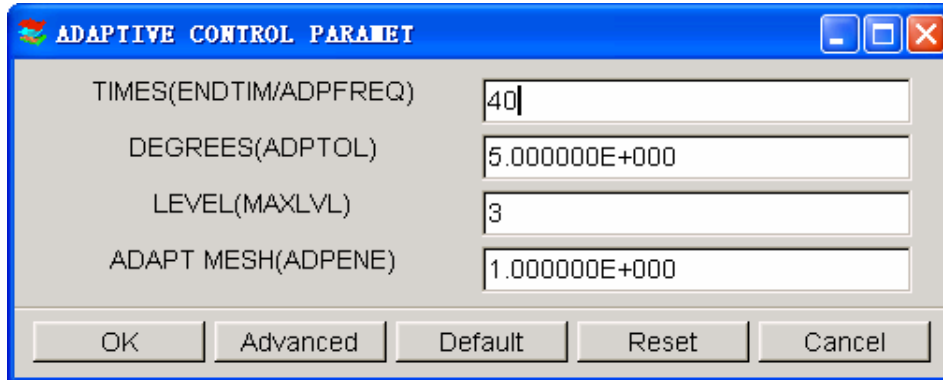 ADAPTIVE CONTROL PARAMET
TIMES(ENDTIM/ADPFREQ) 40
DEGREES(ADPTOL) 5.000000E+000
LEVEL(MAXLVL) 3
ADAPT MESH(ADPENE) 1.000000E+000
OK Advanced Default Reset Cancel